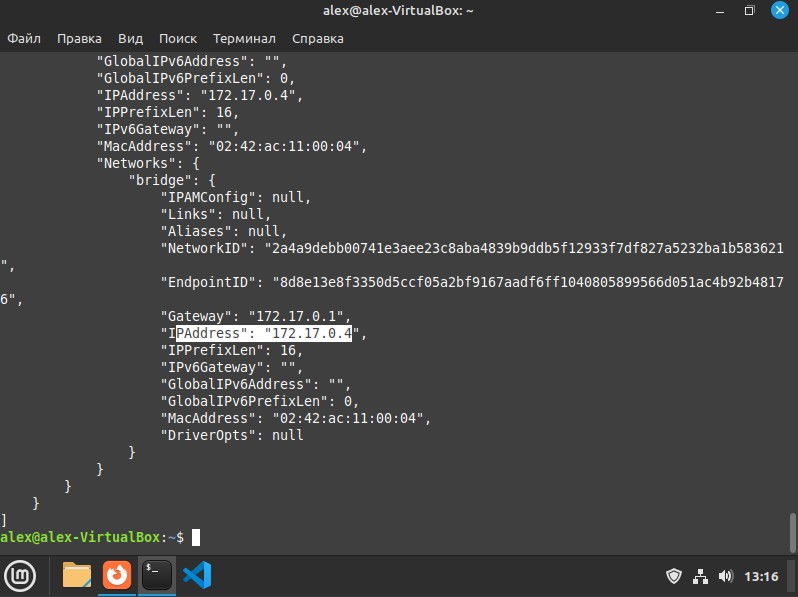 alex@alex-VirtualBox: ~
Файл Правка Вид Поиск Терминал Справка
"GlobalIPv6Address": "",
"GlobalIPv6PrefixLen": 0,
"IPAddress": "172.17.0.4",
"IPPrefixLen": 16,
"IPv6Gateway": "",
"MacAddress": "02:42:ac:11:00:04",
"Networks": {
"bridge": {
"IPAMConfig": null,
"Links": null,
"Aliases": null,
"NetworkID": "2a4a9debb00741e3aee23c8aba4839b9ddb5f12933f7df827a5232ba1b583621
",
"EndpointID": "8d8e13e8f3350d5ccf05a2bf9167aadf6ff1040805899566d051ac4b92b4817
6",
"Gateway": "172.17.0.1",
"IPAddress": "172.17.0.4",
"IPPrefixLen": 16,
"IPv6Gateway": "",
"GlobalIPv6Address": "",
"GlobalIPv6PrefixLen": 0,
"MacAddress": "02:42:ac:11:00:04",
"DriverOpts": null
}
}
}
}
]
alex@alex-VirtualBox:~$
13:16